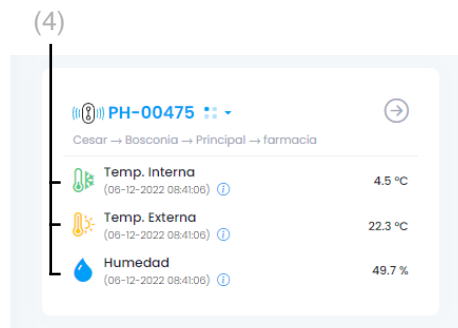 (4)
PH-00475
Cesar → Bosconia → Principal → farmacia
Temp. Interna
(06-12-2022 08:41:06) i
4.5 ºC
Temp. Externa
(06-12-2022 08:41:06) i
22.3 ºC
Humedad
(06-12-2022 08:41:06) i
49.7 %